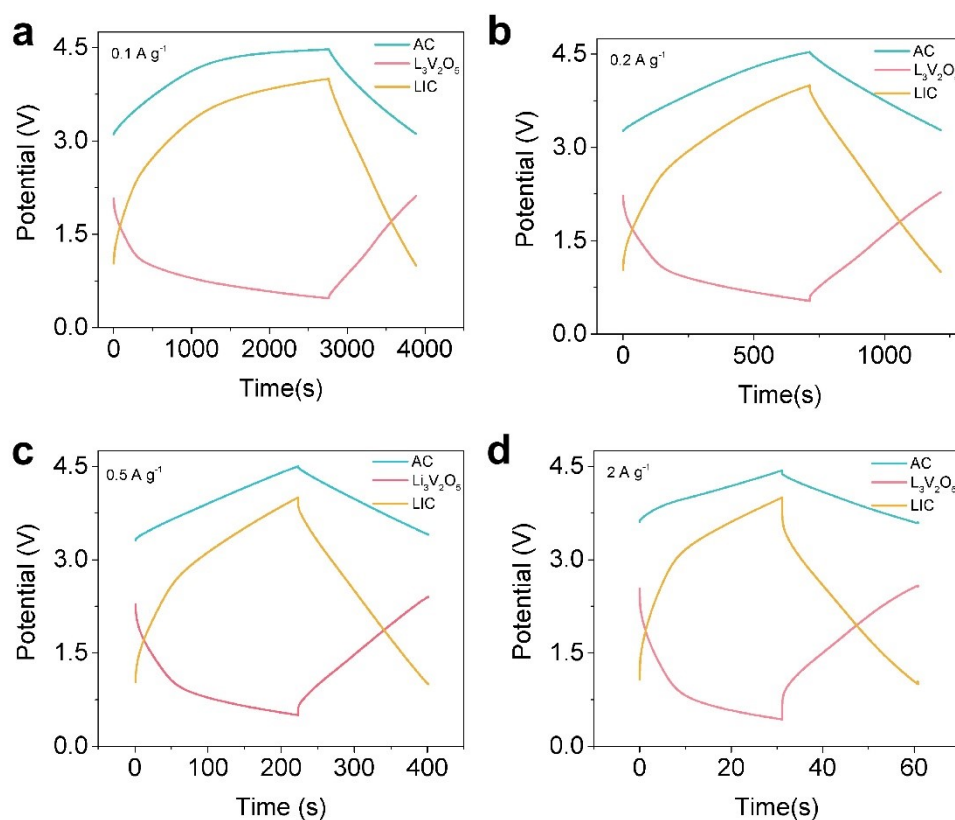 a
0.1 A g⁻¹
AC
L₃V₂O₅
LIC
4.5
3.0
1.5
0.0
Potential (V)
0 1000 2000 3000 4000
Time(s)
b
0.2 A g⁻¹
AC
L₃V₂O
LIC
4.5
3.0
1.5
0.0
Potential (V)
0 500 1000
Time(s)
c
0.5 A g⁻¹
AC
Li₃V₂O₅
LIC
4.5
3.0
1.5
0.0
Potential (V)
0 100 200 300 400
Time (s)
d
2 A g⁻¹
AC
L₃V₂O₅
LIC
4.5
3.0
1.5
0.0
Potential (V)
0 20 40 60
Time(s)